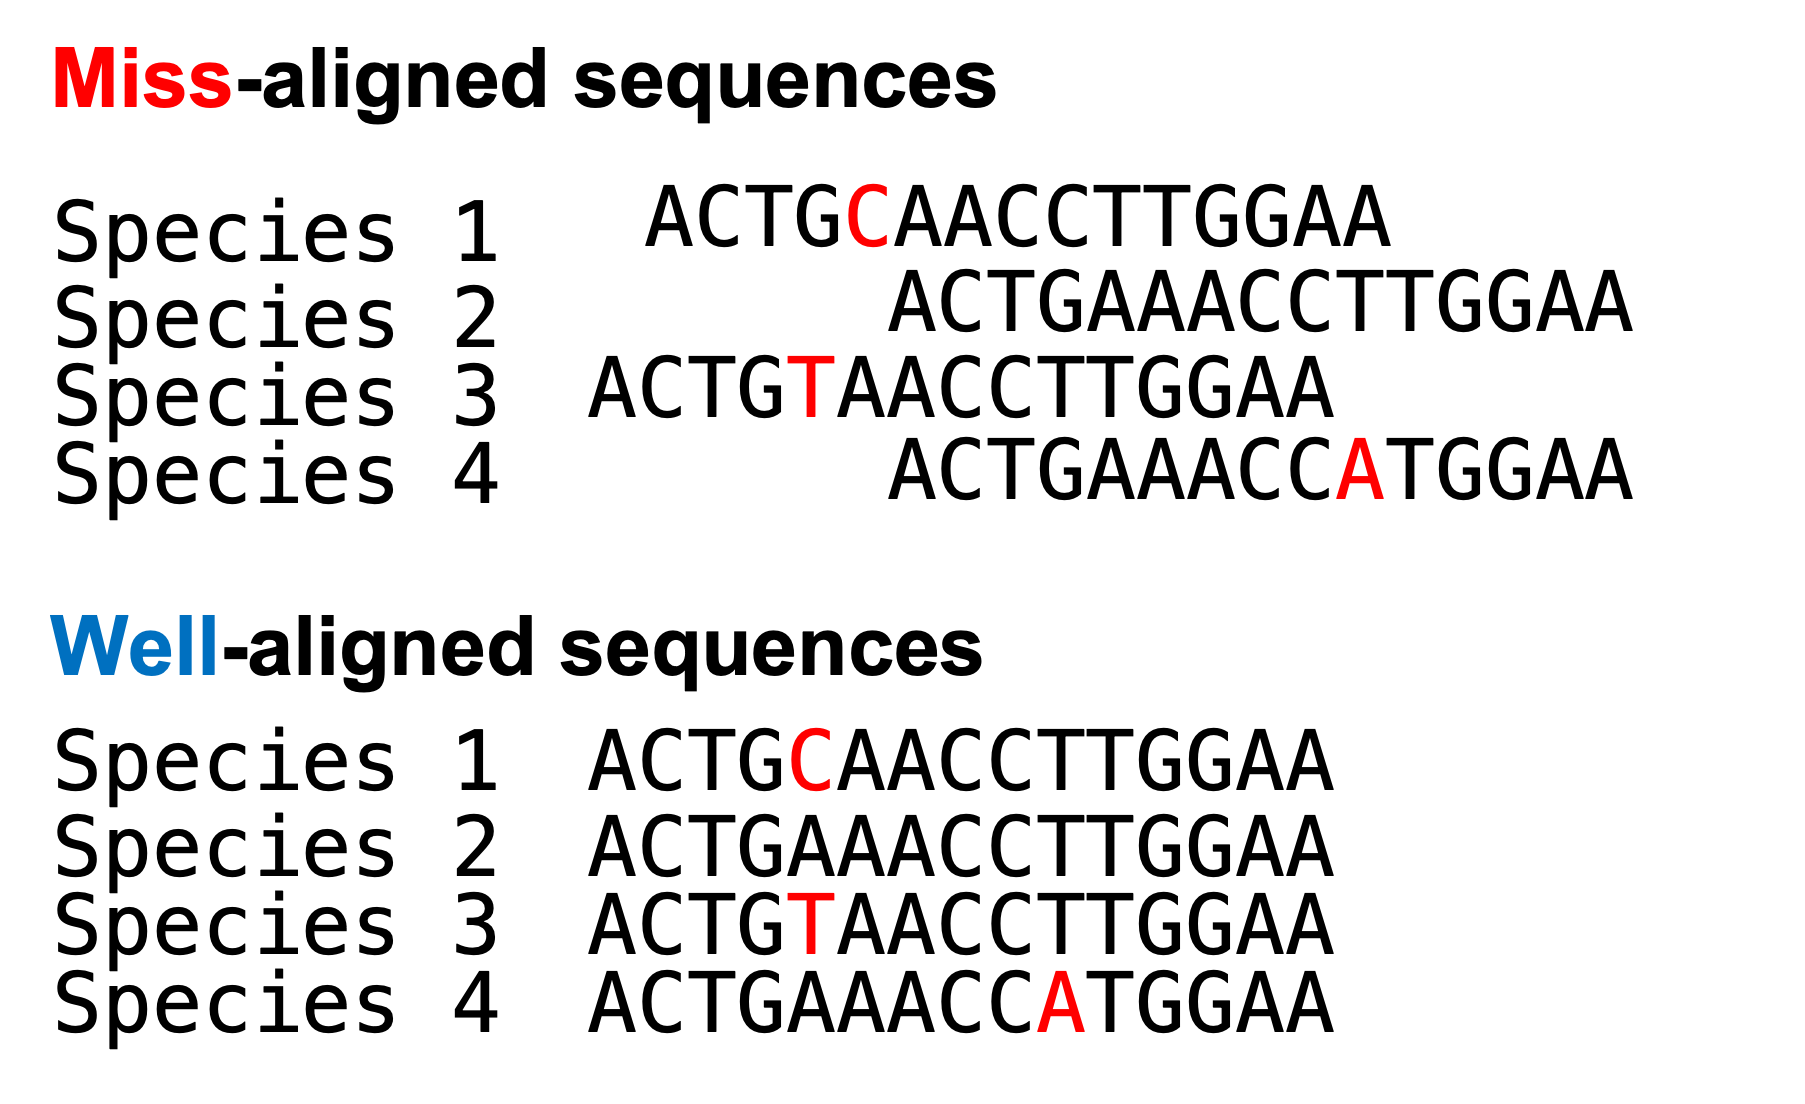 Miss-aligned sequences
Species 1 ACTGCAACCTTGGAA
Species 2 ACTGAAACCTTGGAA
Species 3 ACTGTAACCTTGGAA
Species 4 ACTGAAACCATGGAA
Well-aligned sequences
Species 1 ACTGCAACCTTGGAA
Species 2 ACTGAAACCTTGGAA
Species 3 ACTGTAACCTTGGAA
Species 4 ACTGAAACCATGGAA